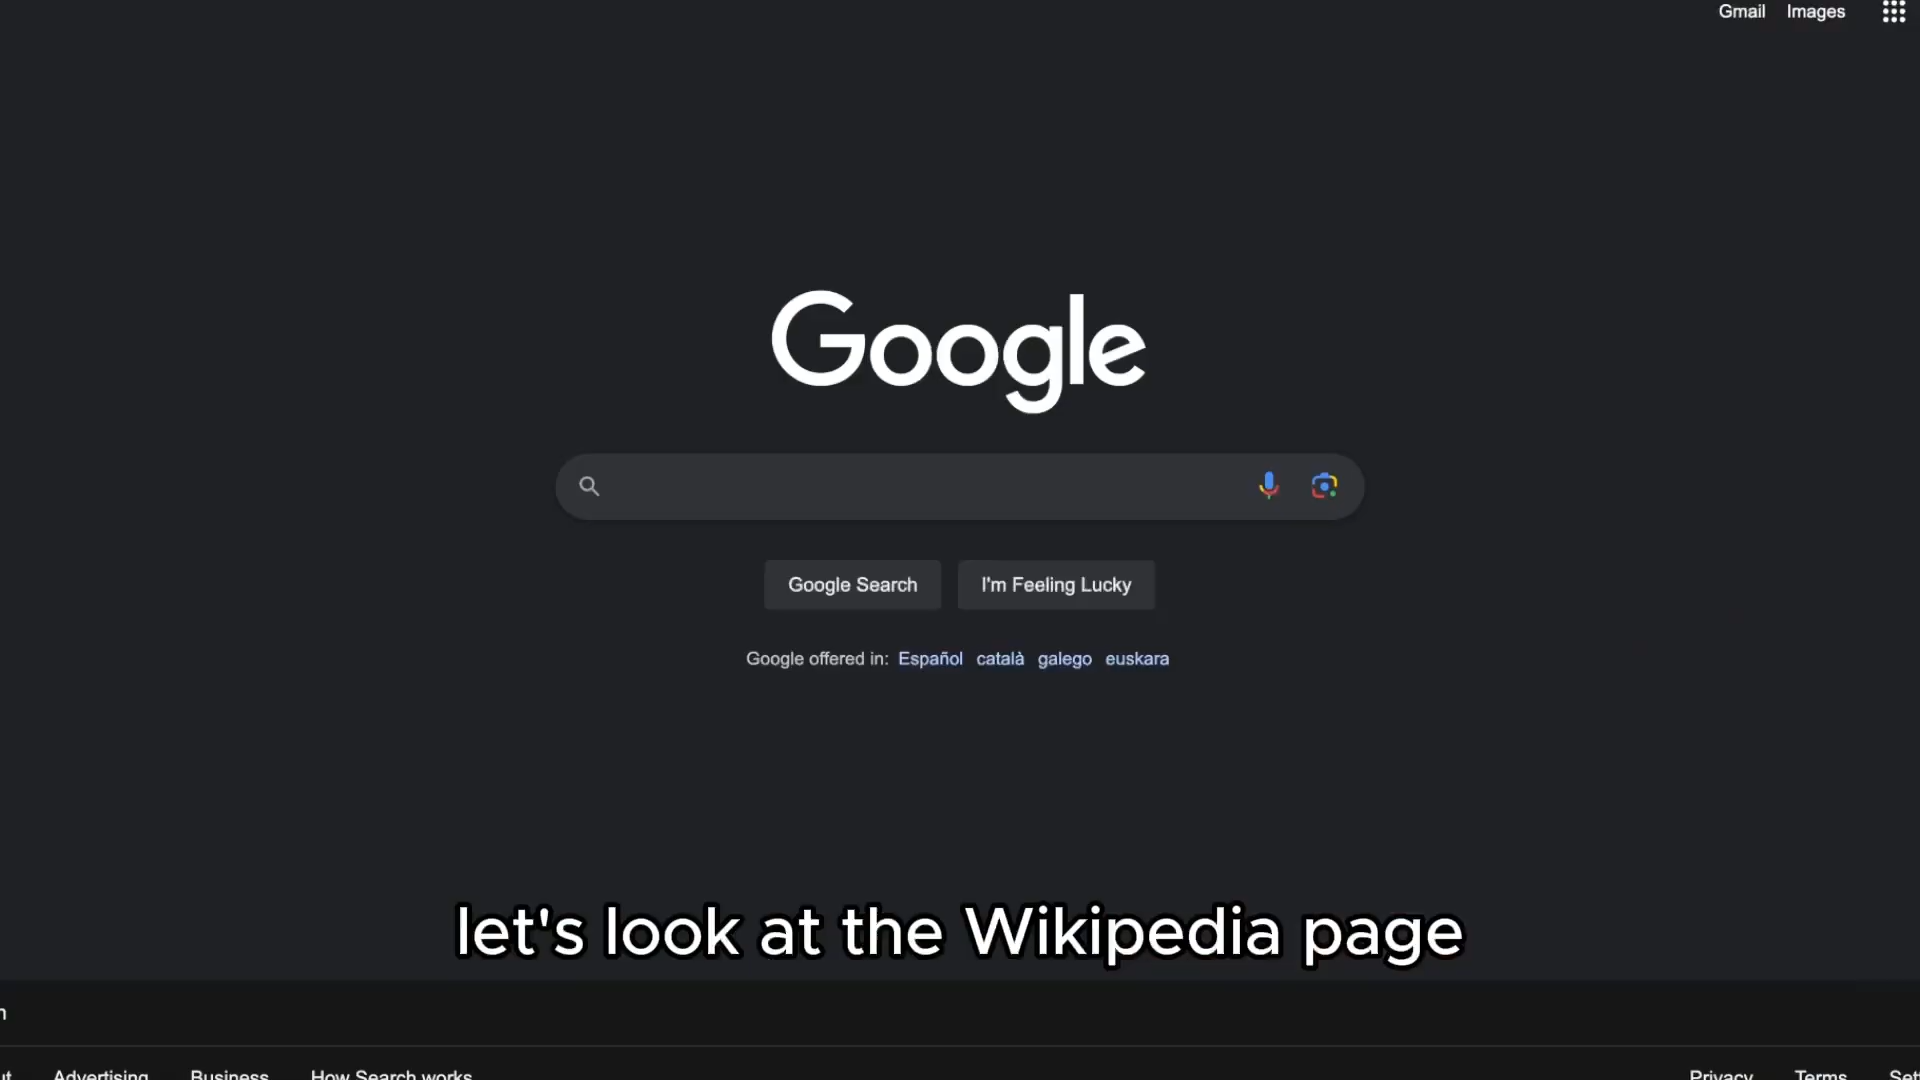 Gmail Images
Google
Google Search I'm Feeling Lucky
Google offered in: Español català galego euskara
let's look at the Wikipedia page
Advertising Business How Search works
Privacy Terms